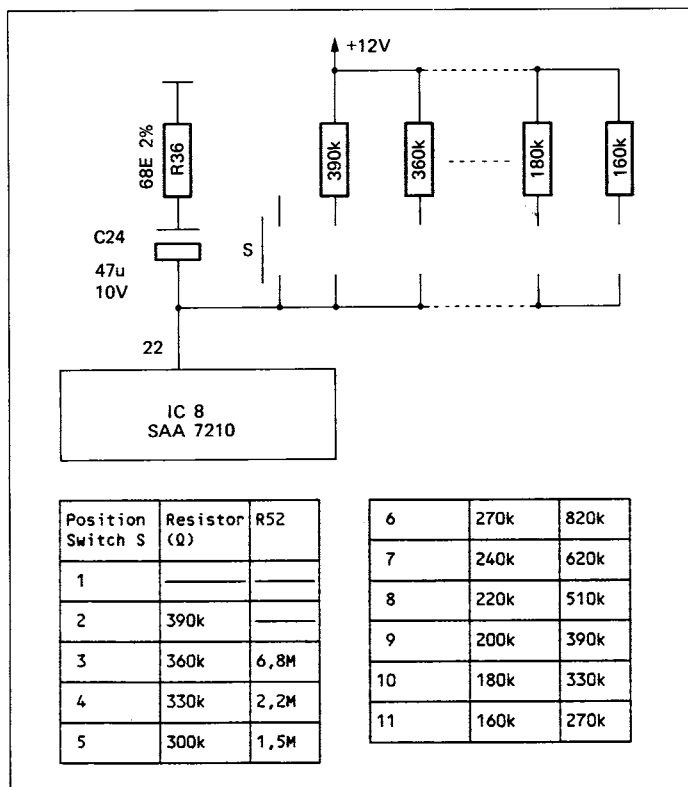 +12V
68E 2%
R36
390k
360k
180k
160k
C24
47u
10V
S
22
IC 8
SAA 7210
Position Switch S Resistor (Ω) R52
1
2 390k
3 360k 6,8M
4 330k 2,2M
5 300k 1,5M
6 270k 820k
7 240k 620k
8 220k 510k
9 200k 390k
10 180k 330k
11 160k 270k